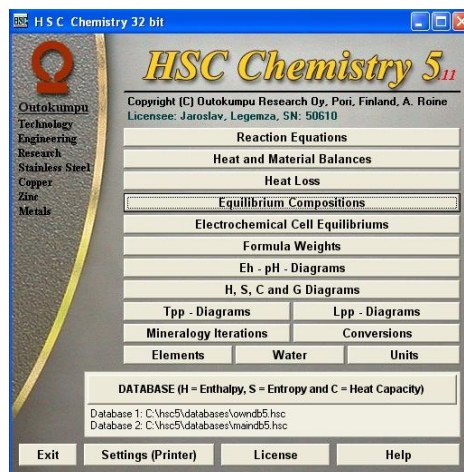 H S C Chemistry 32 bit
HSC Chemistry 5.11
Copyright (C) Outokumpu Research Oy, Pori, Finland, A. Roine
Licensee: Jaroslav, Legemza, SN: 50610
Outokumpu
Technology
Engineering
Research
Stainless Steel
Copper
Zinc
Metals
Reaction Equations
Heat and Material Balances
Heat Loss
Equilibrium Compositions
Electrochemical Cell Equilibriums
Formula Weights
Eh - pH - Diagrams
H, S, C and G Diagrams
Tpp - Diagrams Lpp - Diagrams
Mineralogy Iterations Conversions
Elements Water Units
DATABASE (H = Enthalpy, S = Entropy and C = Heat Capacity)
Database 1: C:\hsc5\databases\owndb5.hsc
Database 2: C:\hsc5\databases\maindb5.hsc
Exit Settings (Printer) License Help